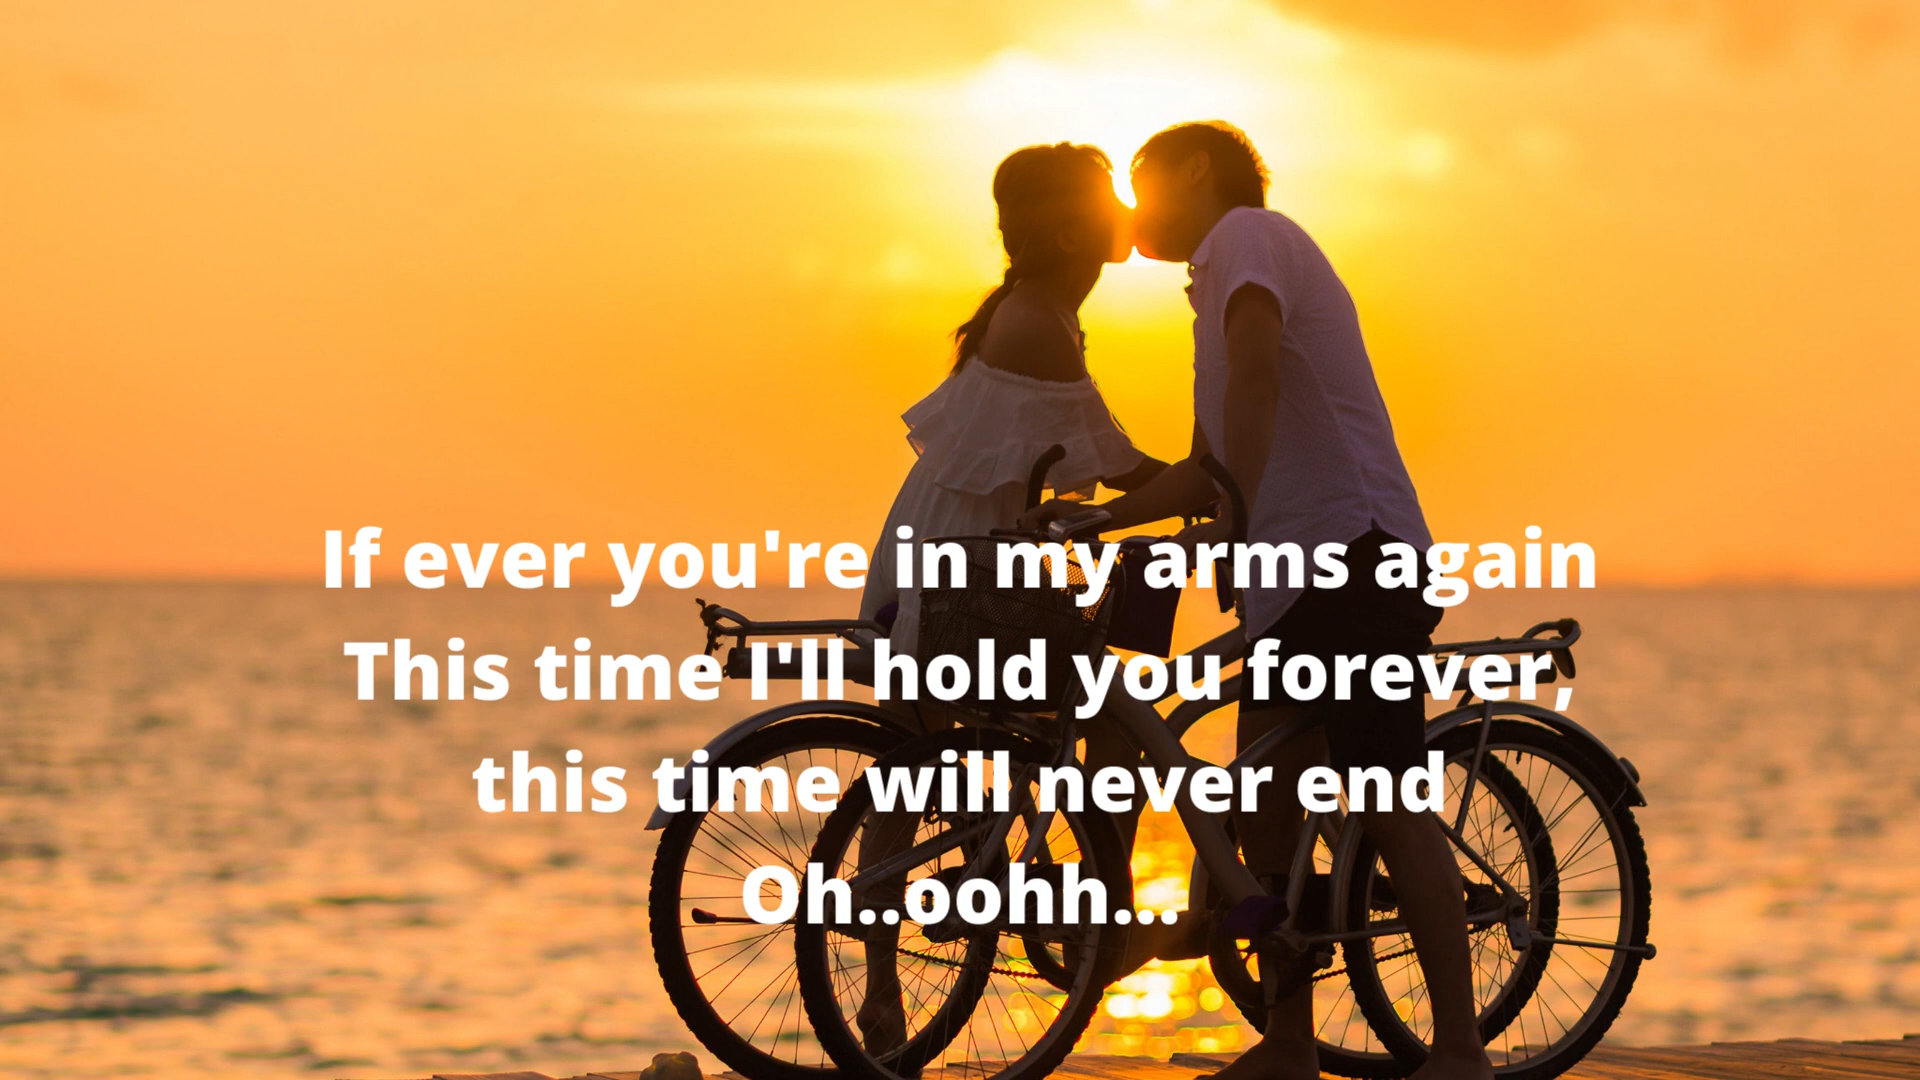 If ever you're in my arms again
This time I'll hold you forever,
this time will never end
Oh..oohh...